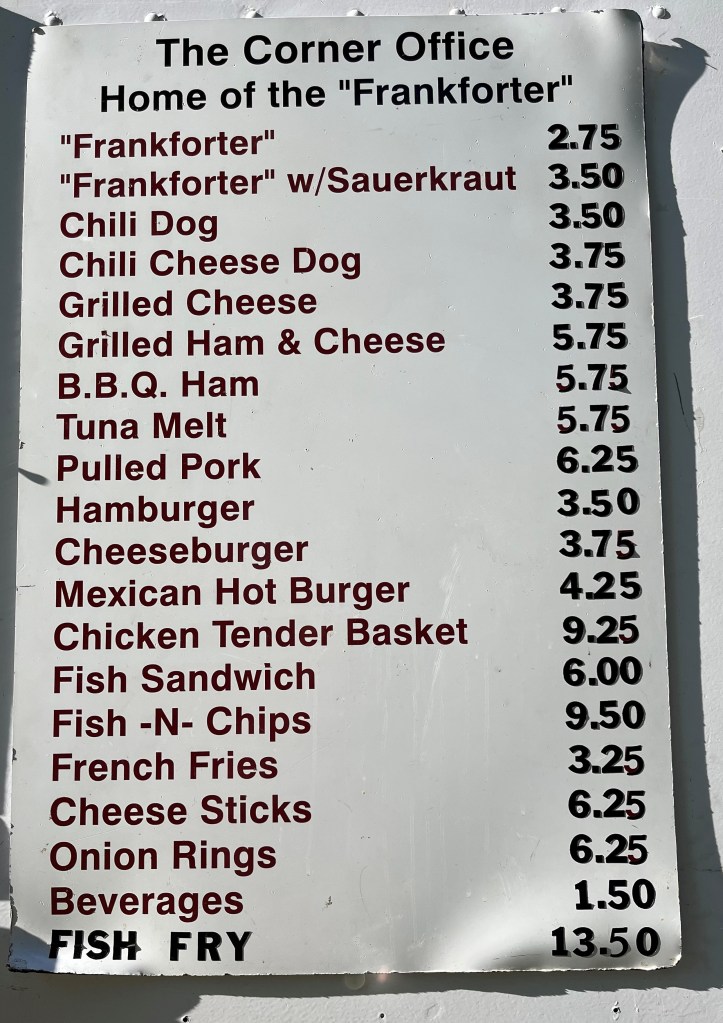 The Corner Office
Home of the "Frankforter"
"Frankforter" 2.75
"Frankforter" w/Sauerkraut 3.50
Chili Dog 3.50
Chili Cheese Dog 3.75
Grilled Cheese 3.75
Grilled Ham & Cheese 5.75
B.B.Q. Ham 5.75
Tuna Melt 5.75
Pulled Pork 6.25
Hamburger 3.50
Cheeseburger 3.75
Mexican Hot Burger 4.25
Chicken Tender Basket 9.25
Fish Sandwich 6.00
Fish -N- Chips 9.50
French Fries 3.25
Cheese Sticks 6.25
Onion Rings 6.25
Beverages 1.50
FISH FRY 13.50